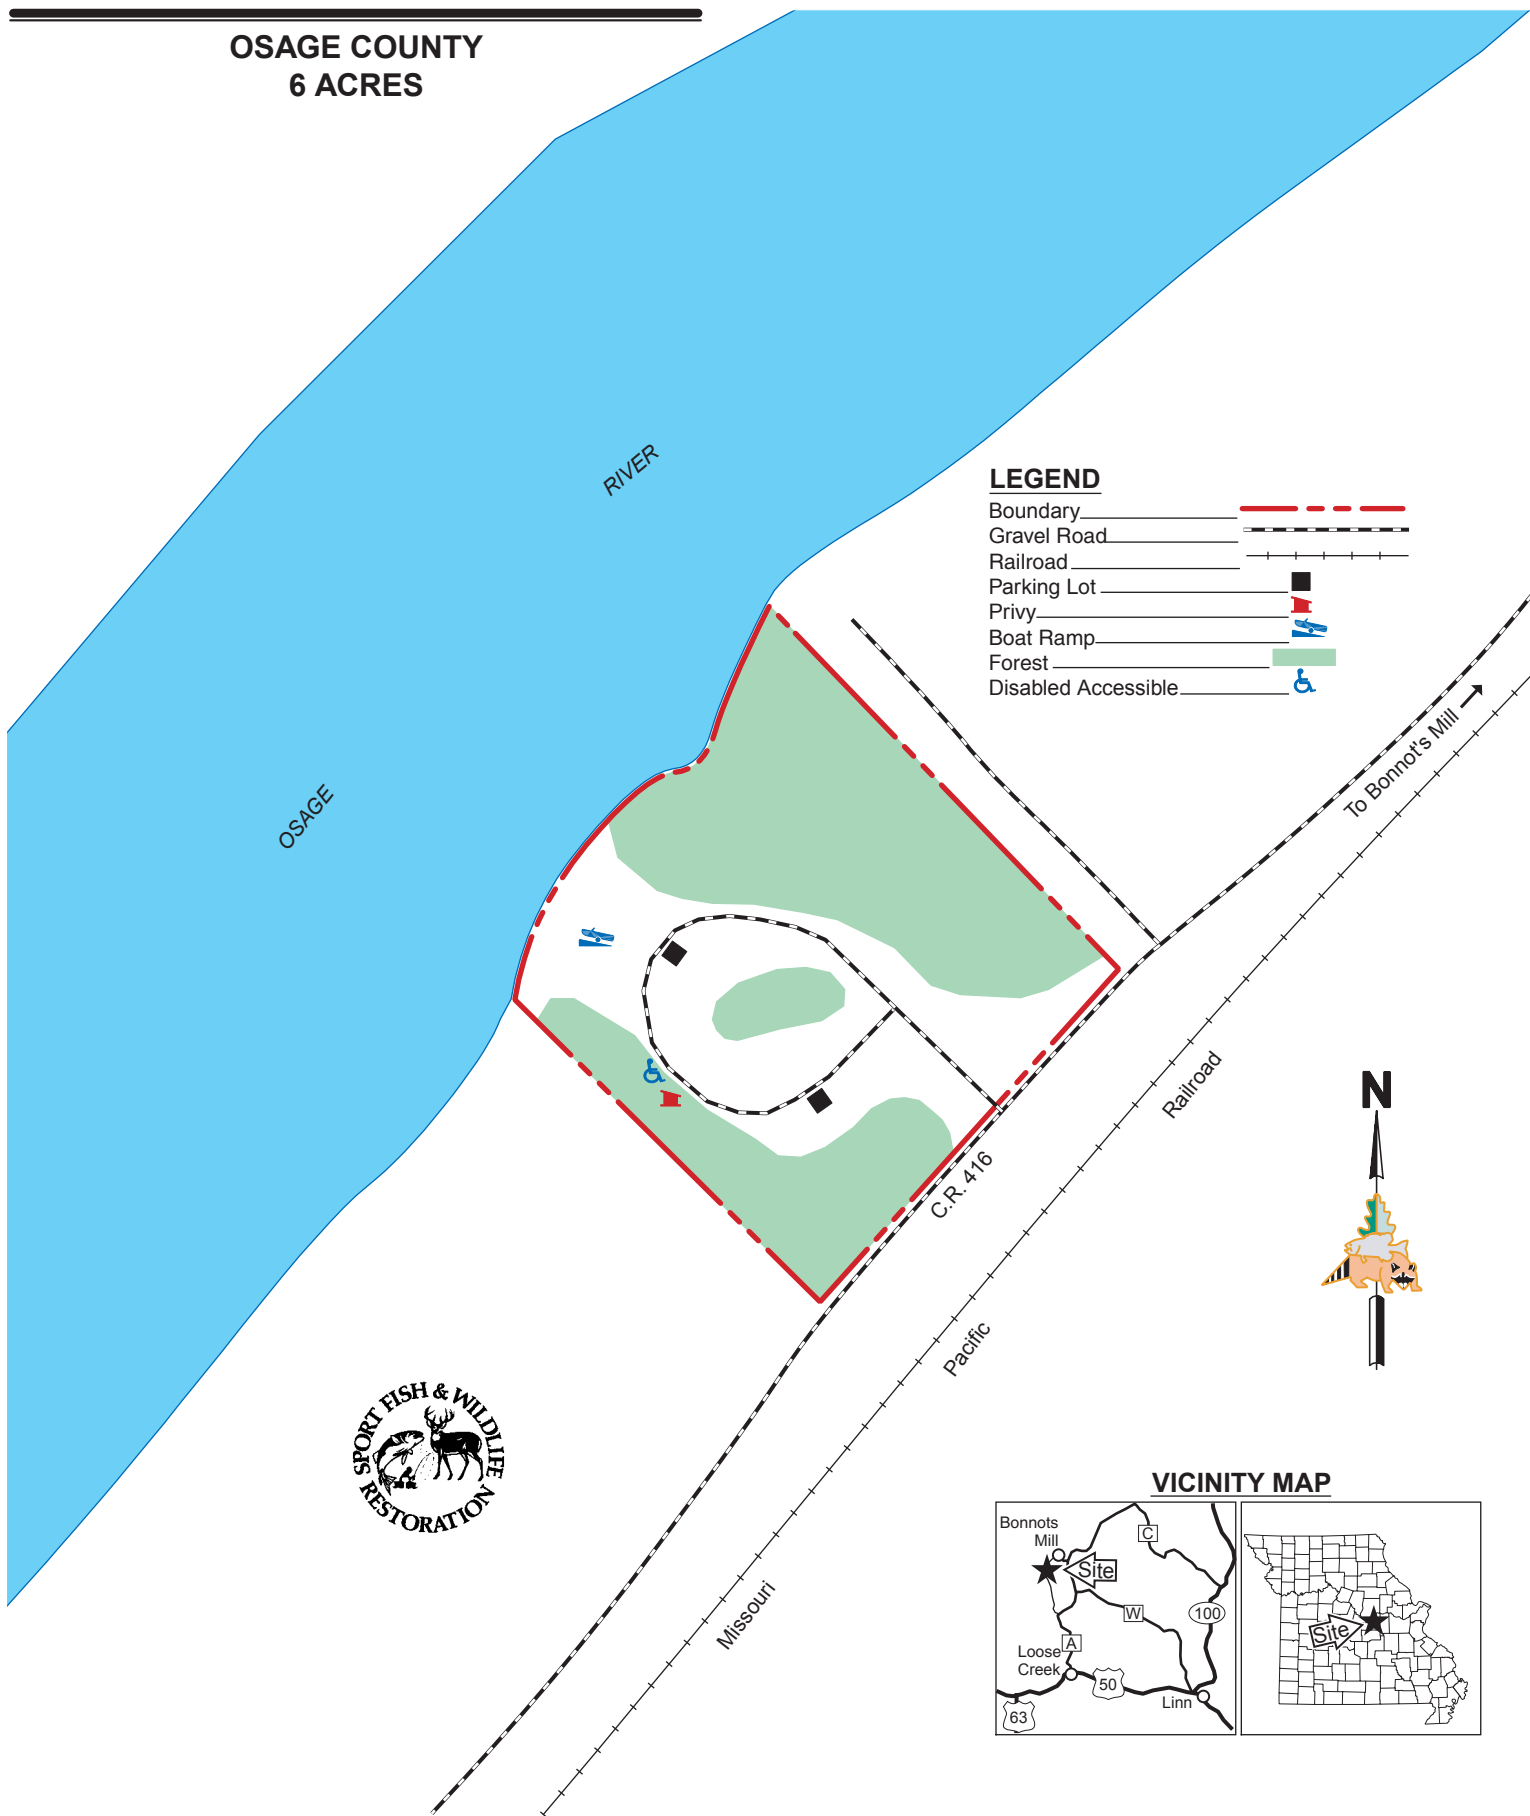 OSAGE COUNTY
6 ACRES
RIVER
OSAGE
LEGEND
Boundary
Gravel Road
Railroad
Parking Lot
Privy
Boat Ramp
Forest
Disabled Accessible
To Bonnot's Mill
Railroad
C.R. 416
Pacific
Missouri
N
SPORT FISH & WILDLIFE
RESTORATION
VICINITY MAP
Bonnots
Mill
C
Site
W
100
A
Loose
Creek
50
Linn
63
Site